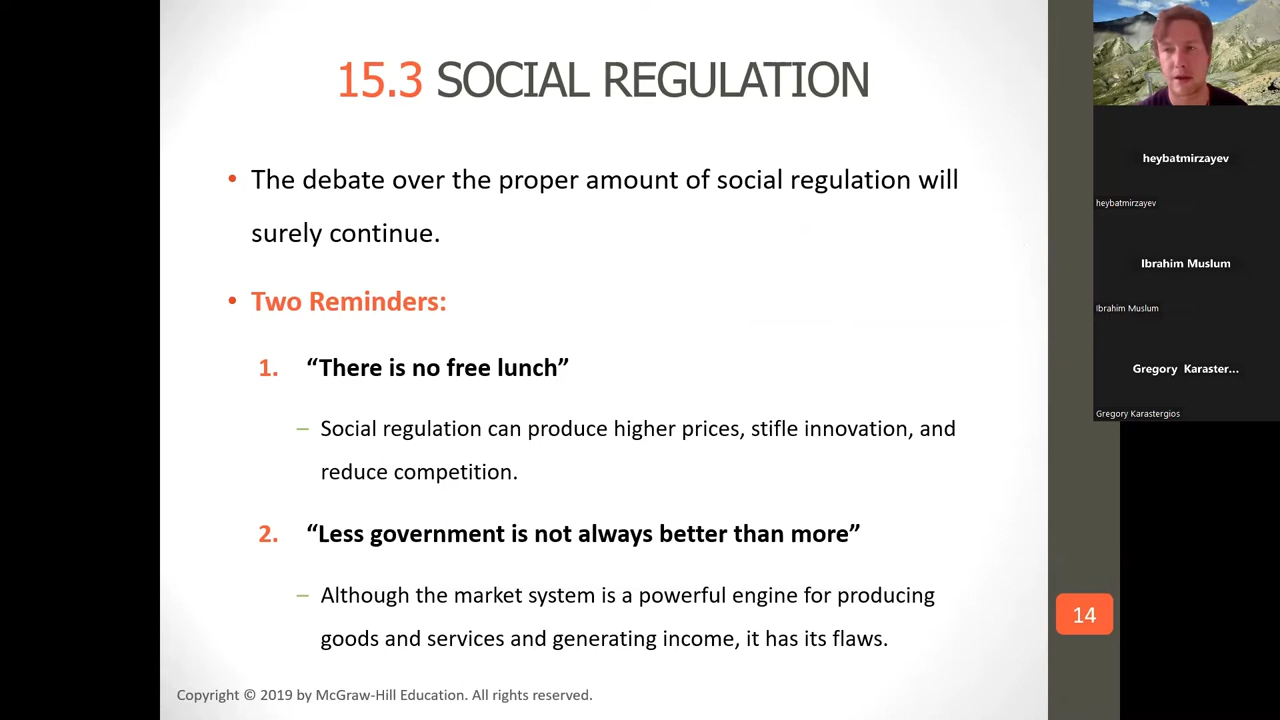 15.3 SOCIAL REGULATION
• The debate over the proper amount of social regulation will
surely continue.
• Two Reminders:
1. “There is no free lunch”
– Social regulation can produce higher prices, stifle innovation, and
reduce competition.
2. “Less government is not always better than more”
– Although the market system is a powerful engine for producing
goods and services and generating income, it has its flaws.
Copyright © 2019 by McGraw-Hill Education. All rights reserved.
14
heybatmirzayev
heybatmirzayev
Ibrahim Muslum
Ibrahim Muslum
Gregory Karaster...
Gregory Karastergios